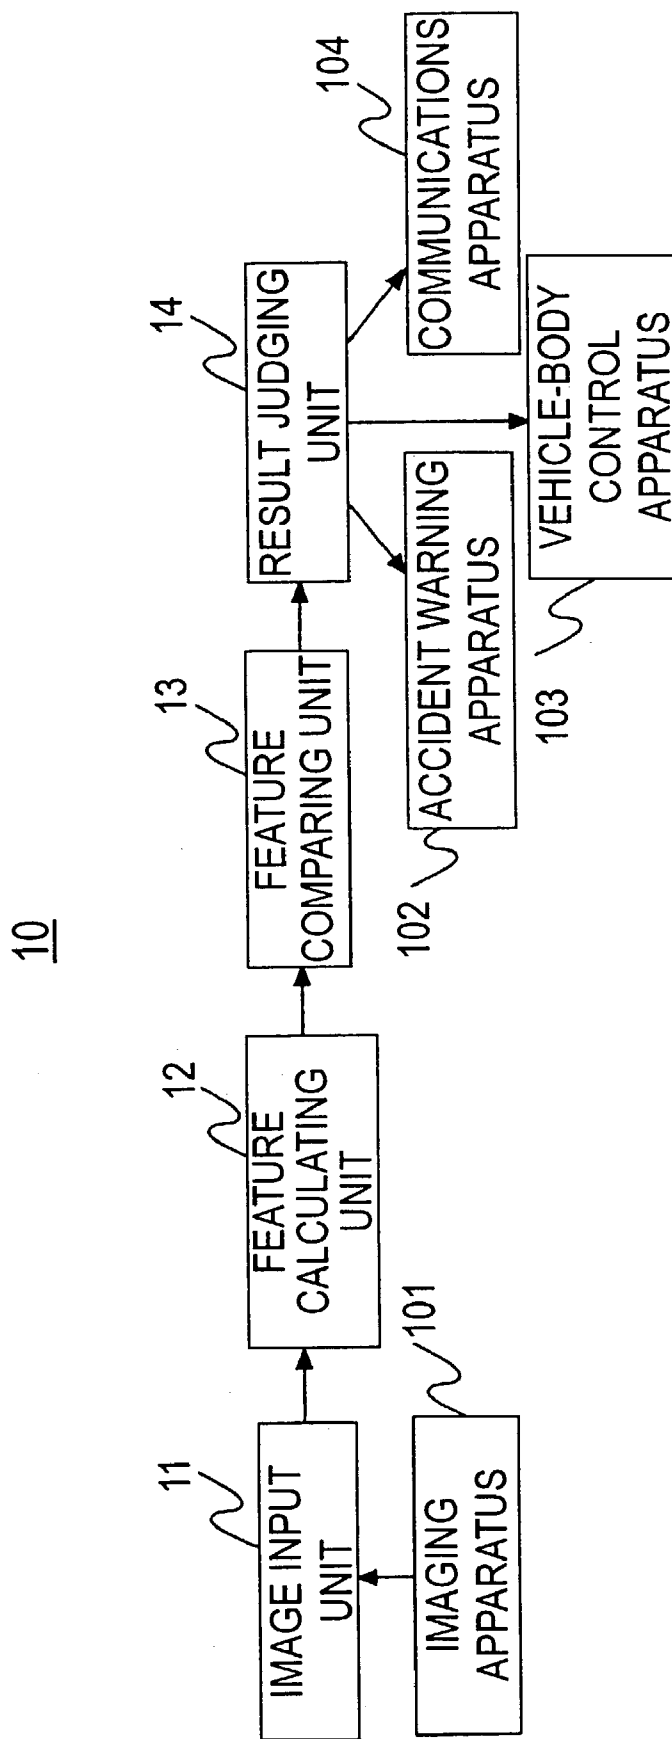 10
11
IMAGE INPUT
UNIT
101
IMAGING
APPARATUS
12
FEATURE
CALCULATING
UNIT
13
FEATURE
COMPARING UNIT
14
RESULT JUDGING
UNIT
102
ACCIDENT WARNING
APPARATUS
103
VEHICLE-BODY
CONTROL
APPARATUS
104
COMMUNICATIONS
APPARATUS